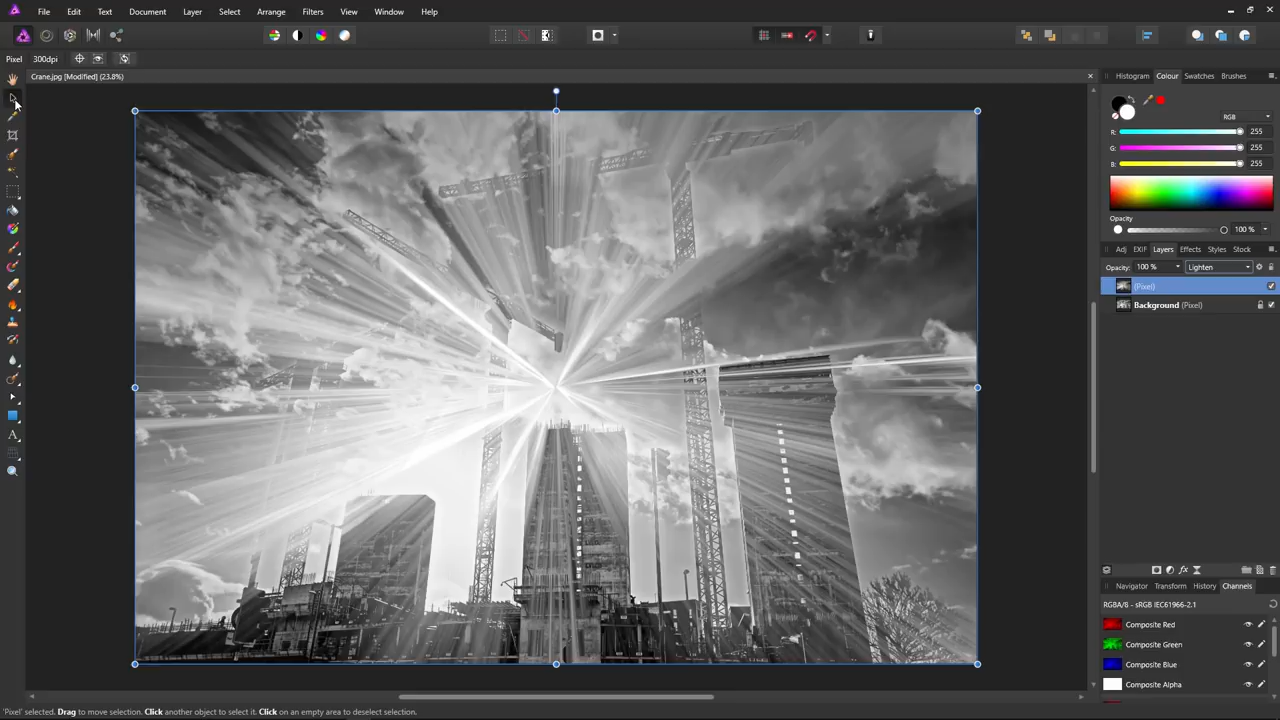 File Edit Text Document Layer Select Arrange Filters View Window Help
Pixel 300dpi
Crane.jpg [Modified] (23.8%)
Histogram Colour Swatches Brushes
RGB
R: 255
G: 255
B: 255
Opacity
100 %
Adj EXIF Layers Effects Styles Stock
Opacity: 100 % Lighten
(Pixel)
Background (Pixel)
Navigator Transform History Channels
RGBA/8 - sRGB IEC61966-2.1
Composite Red
Composite Green
Composite Blue
Composite Alpha
'Pixel' selected. Drag to move selection. Click another object to select it. Click on an empty area to deselect selection.